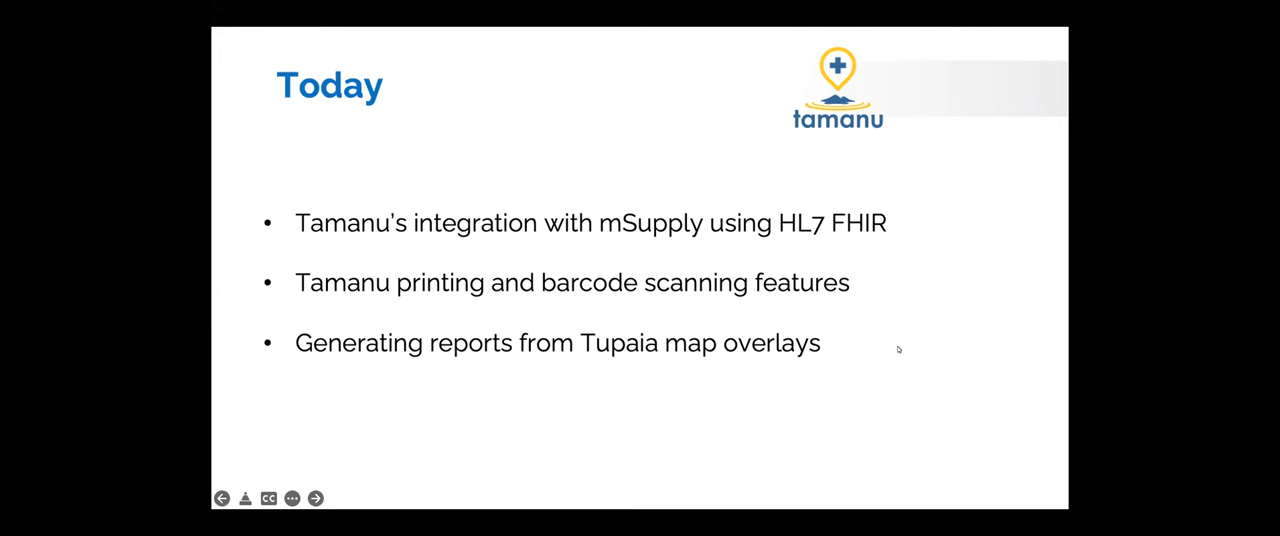 Today
tamanu
• Tamanu's integration with mSupply using HL7 FHIR
• Tamanu printing and barcode scanning features
• Generating reports from Tupaia map overlays
CC